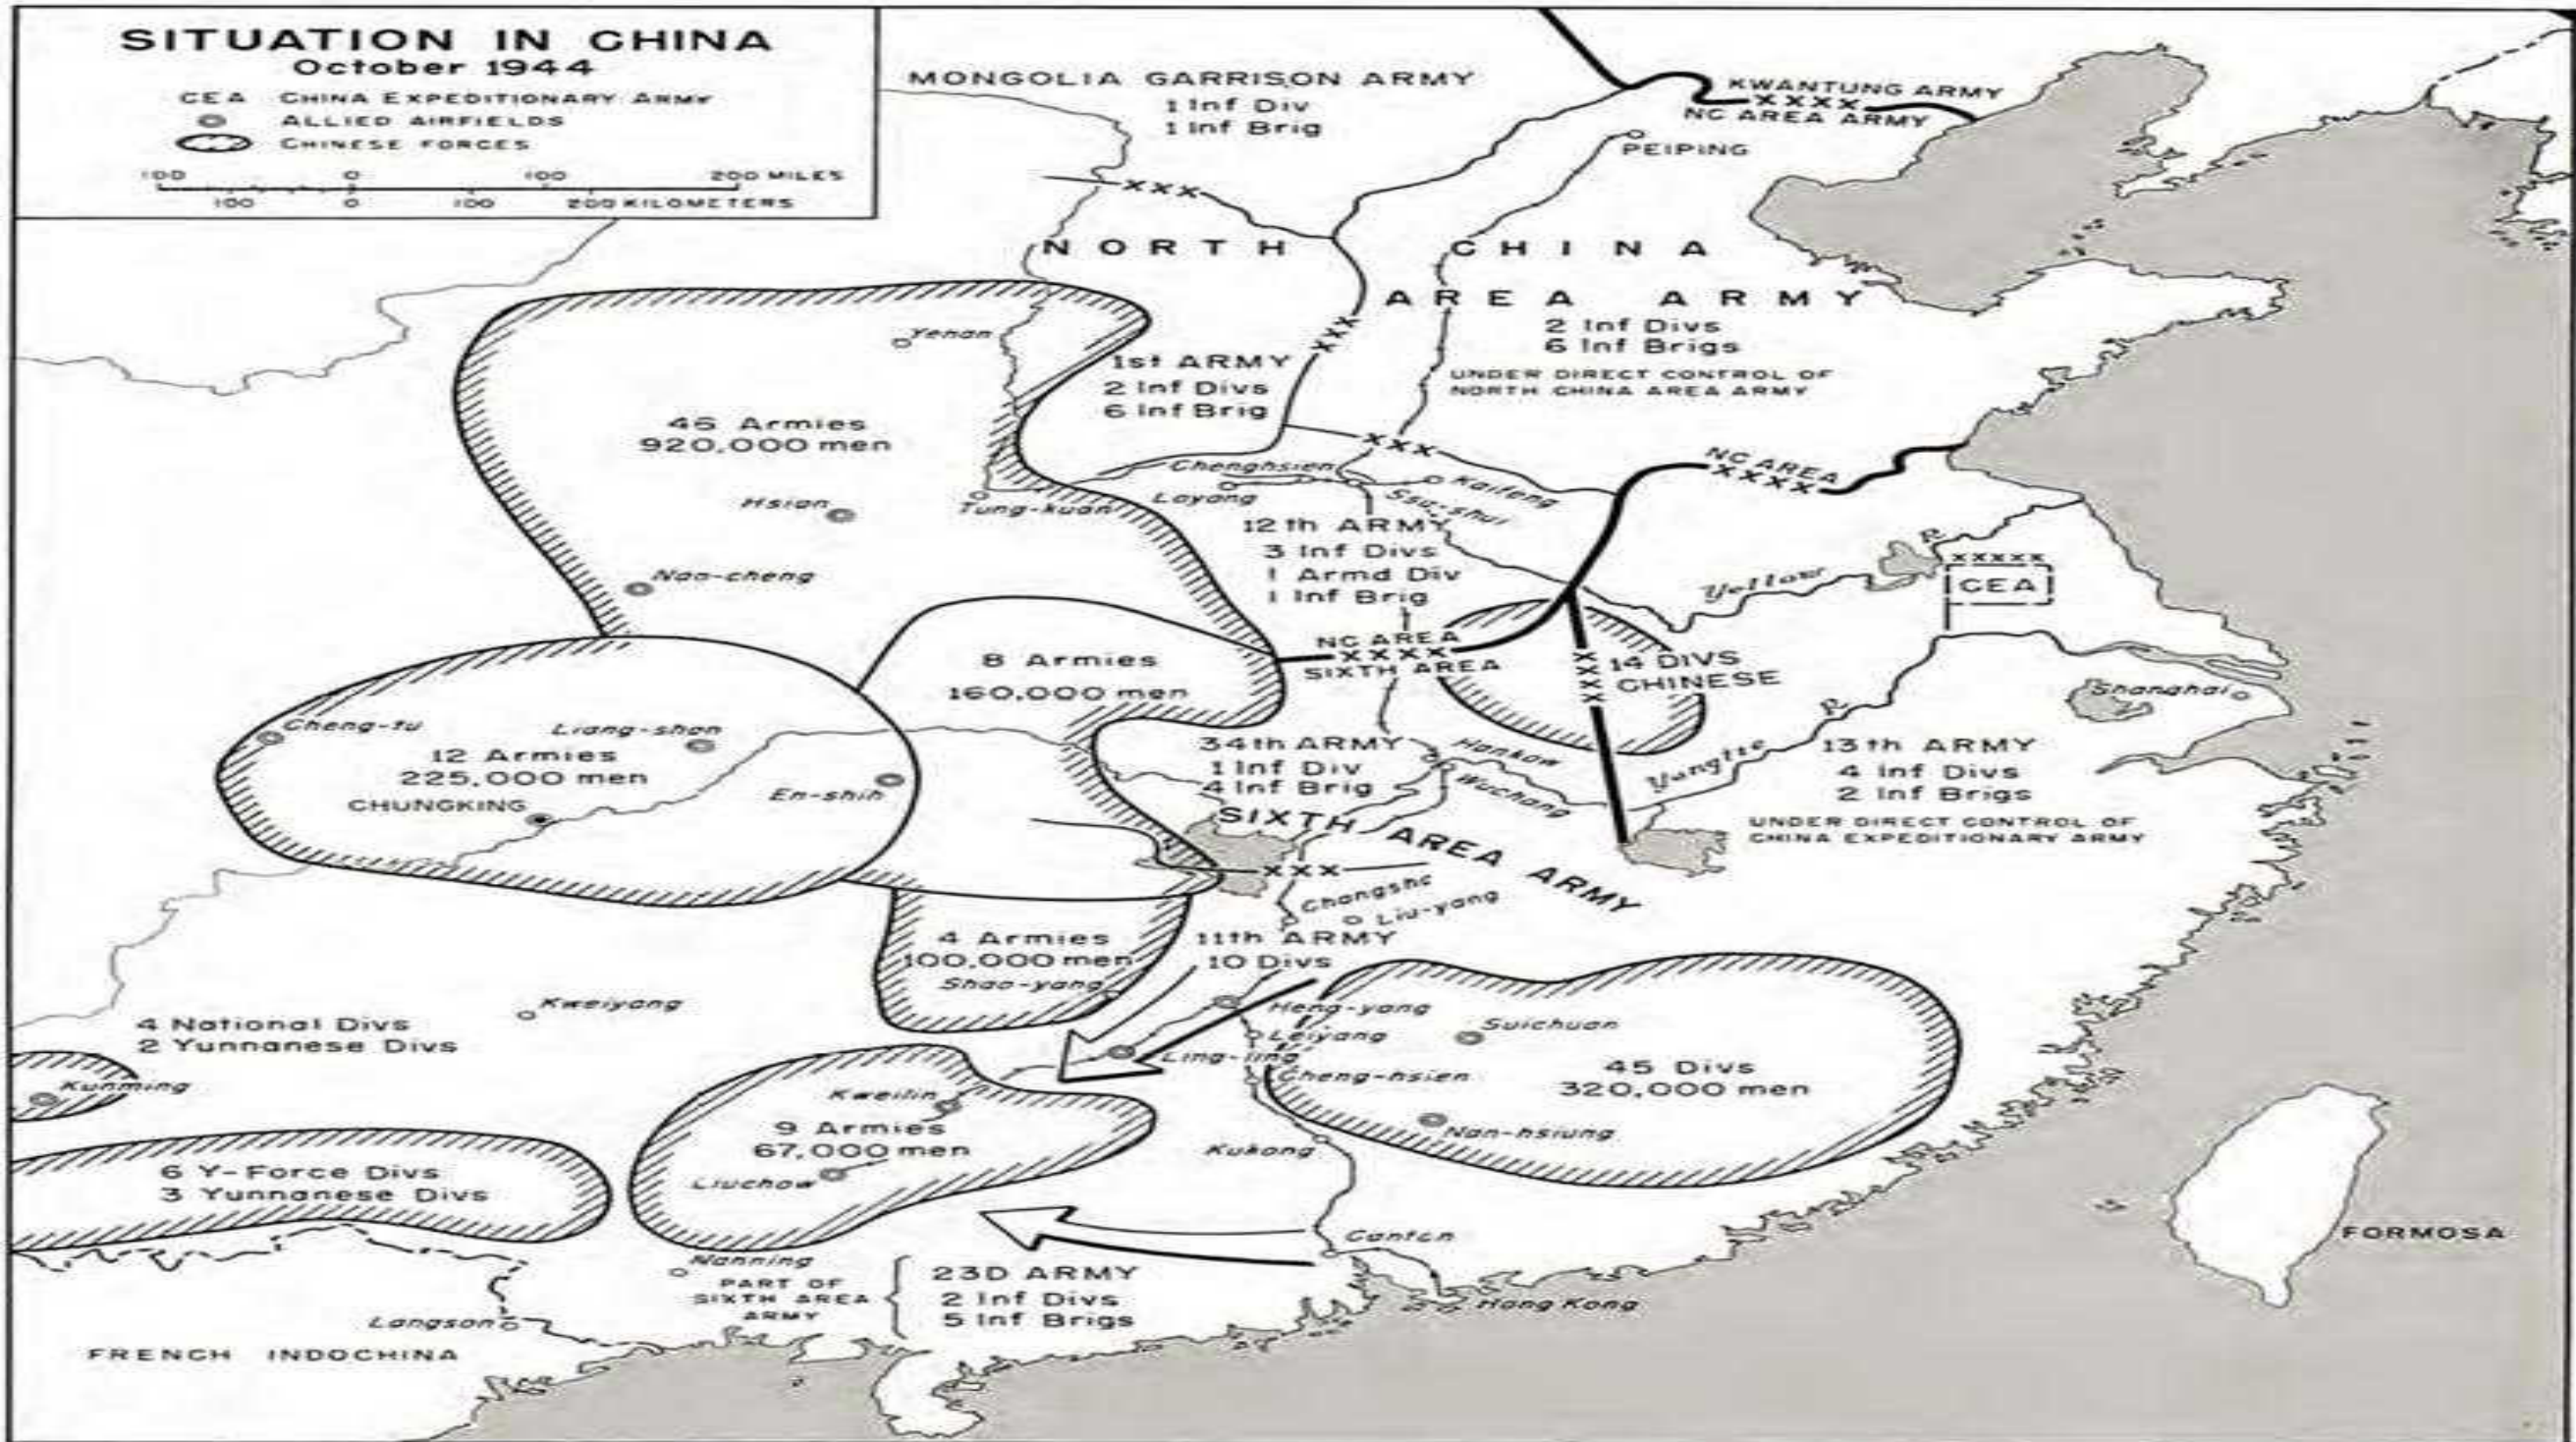 SITUATION IN CHINA
October 1944
CEA CHINA EXPEDITIONARY ARMY
ALLIED AIRFIELDS
CHINESE FORCES
100 0 100 200 MILES
100 0 100 200 KILOMETERS
MONGOLIA GARRISON ARMY
1 Inf Div
1 Inf Brig
KWANTUNG ARMY
XXXX
NC AREA ARMY
PEIPING
XXX
NORTH CHINA
AREA ARMY
2 Inf Divs
6 Inf Brigs
UNDER DIRECT CONTROL OF
NORTH CHINA AREA ARMY
XXX
Yenan
1st ARMY
2 Inf Divs
6 Inf Brig
46 Armies
920,000 men
XXX
NC AREA
XXXX
Chenghsien
Loyang
Kaifeng
Ssu-shui
Hsian
Tung-kuan
12th ARMY
3 Inf Divs
1 Armd Div
1 Inf Brig
Nan-cheng
Yellow R.
XXXXX
CEA
NC AREA
XXXX
SIXTH AREA
XXX
14 DIVS
CHINESE
8 Armies
160,000 men
Shanghai
Cheng-tu
Liang-shan
12 Armies
225,000 men
CHUNGKING
En-shih
34th ARMY
1 Inf Div
4 Inf Brig
Hankow
Wuchang
Yangtze R.
13th ARMY
4 Inf Divs
2 Inf Brigs
UNDER DIRECT CONTROL OF
CHINA EXPEDITIONARY ARMY
SIXTH AREA ARMY
XXX
Changsha
Liu-yang
4 Armies
100,000 men
Shao-yang
11th ARMY
10 Divs
Kweiyang
4 National Divs
2 Yunnanese Divs
Kunming
Heng-yang
Leiyang
Ling-ling
Cheng-hsien
Suichuan
45 Divs
320,000 men
Nan-hsiung
Kweilin
9 Armies
67,000 men
Liuchow
Kukong
6 Y-Force Divs
3 Yunnanese Divs
Canton
FORMOSA
Nanning
PART OF
SIXTH AREA
ARMY
23D ARMY
2 Inf Divs
5 Inf Brigs
Hong Kong
Langson
FRENCH INDOCHINA